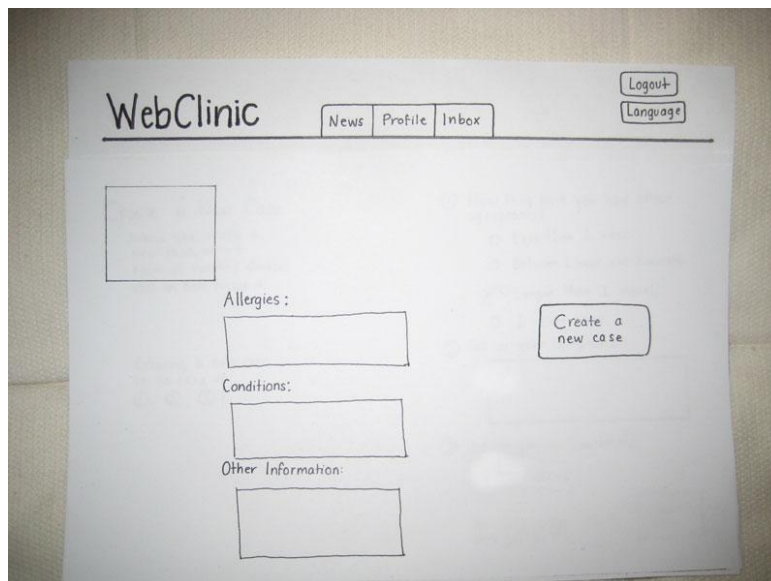 WebClinic
News Profile Inbox
Logout
Language
Allergies:
Create a
new case
Conditions:
Other Information: